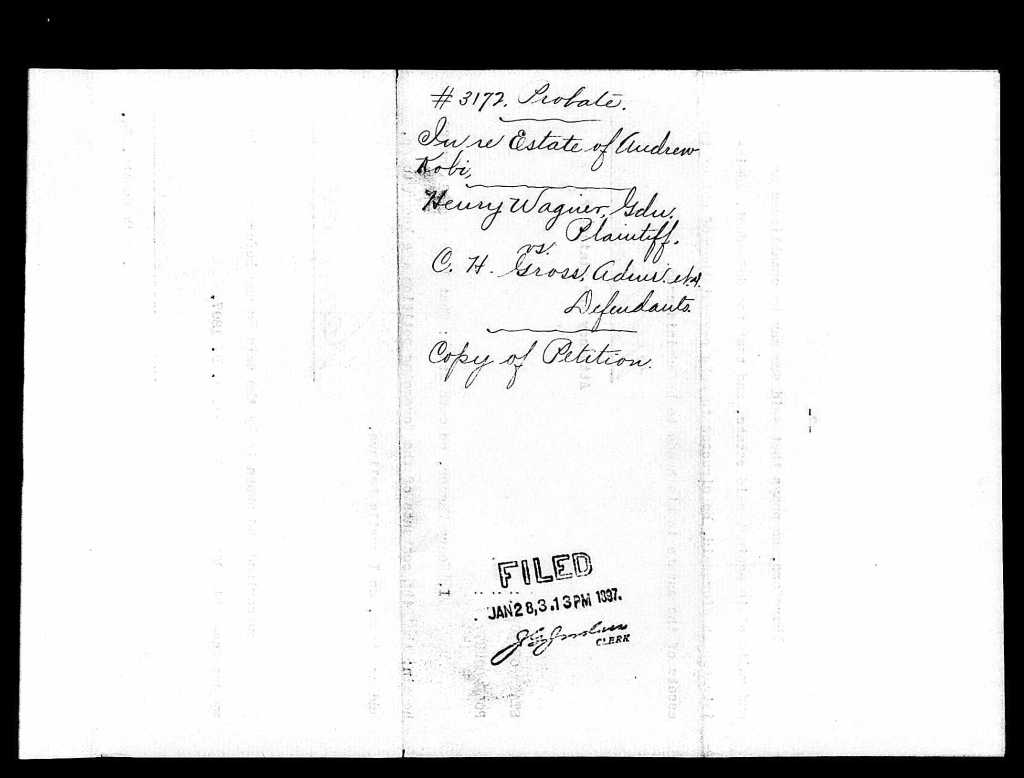 #3172. Probate.
In re Estate of Andrew
Kobi,
Henry Wagner, Gdn.
Plaintiff.
vs.
C. H. Gross, Admr. et al.
Defendants.
Copy of Petition.
FILED
JAN 28, 3.13 PM 1897.
CLERK
1897